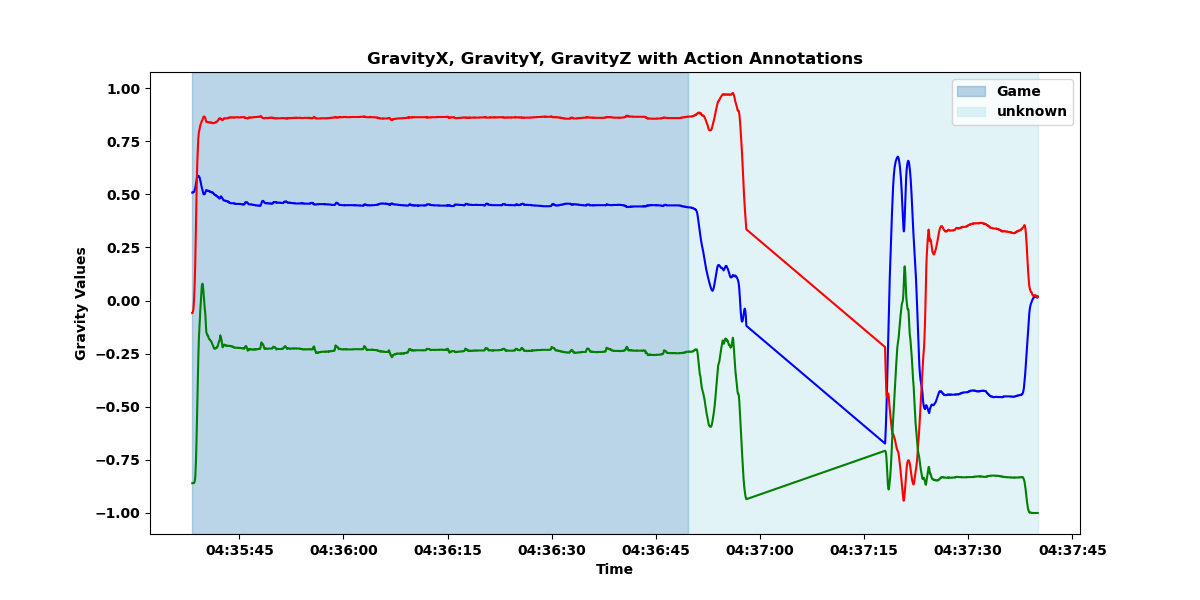 GravityX, GravityY, GravityZ with Action Annotations
Game
unknown
Gravity Values
1.00
0.75
0.50
0.25
0.00
−0.25
−0.50
−0.75
−1.00
04:35:45 04:36:00 04:36:15 04:36:30 04:36:45 04:37:00 04:37:15 04:37:30 04:37:45
Time